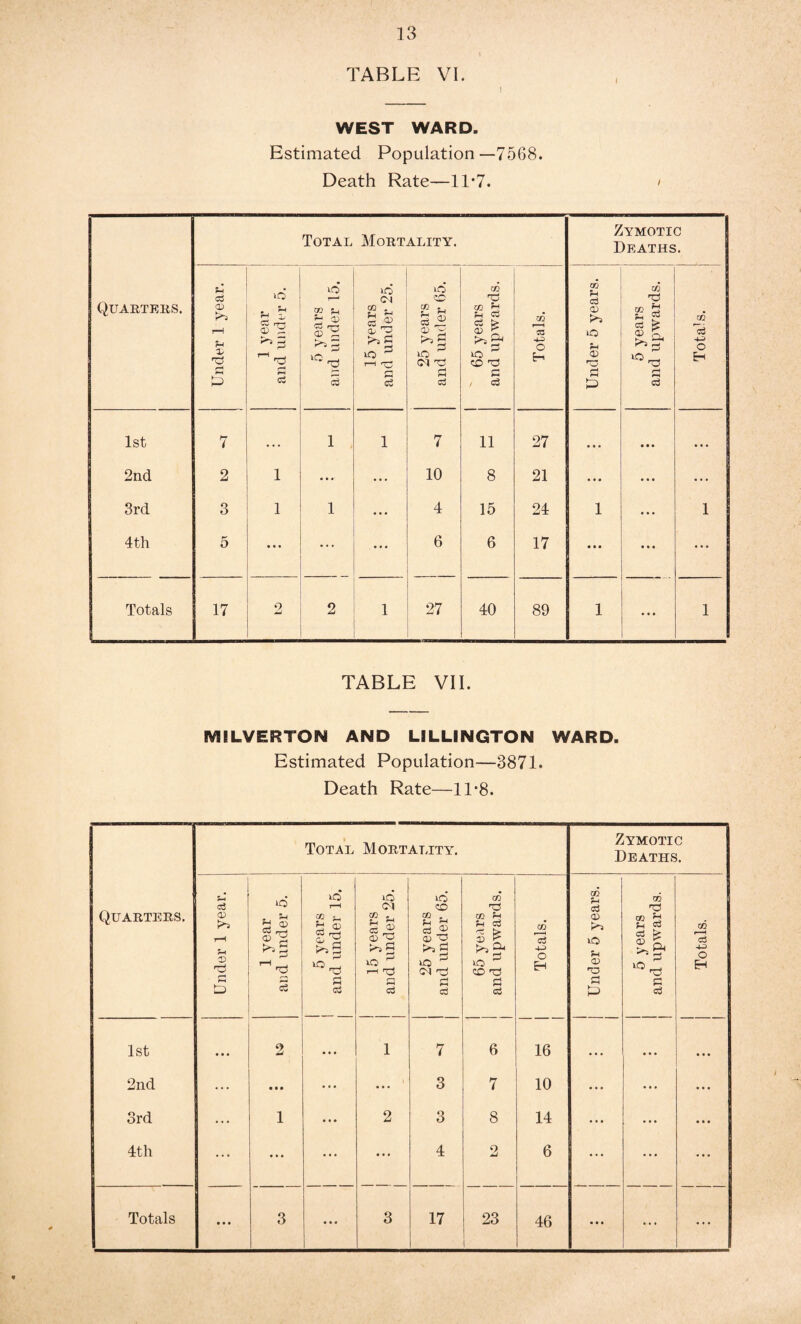 13
TABLE VI.
WEST WARD.
Estimated Population—7568.
Death Rate—11·7.
QUARTERS. | TOTAL MORTALITY. | ZYMOTIC DEATHS.
Under 1 year. | 1 year and under 5. | 5 years and under 15. | 15 years and under 25. | 25 years and under 65. | 65 years and upwards. | Totals. | Under 5 years. | 5 years and upwards. | Totals.
1st | 7 | ... | 1 | 1 | 7 | 11 | 27 | ... | ... | ...
2nd | 2 | 1 | ... | ... | 10 | 8 | 21 | ... | ... | ...
3rd | 3 | 1 | 1 | ... | 4 | 15 | 24 | 1 | ... | 1
4th | 5 | ... | ... | ... | 6 | 6 | 17 | ... | ... | ...
Totals | 17 | 2 | 2 | 1 | 27 | 40 | 89 | 1 | ... | 1
TABLE VII.
MILVERTON AND LILLINGTON WARD.
Estimated Population—3871.
Death Rate—11·8.
QUARTERS. | TOTAL MORTALITY. | ZYMOTIC DEATHS.
Under 1 year. | 1 year and under 5. | 5 years and under 15. | 15 years and under 25. | 25 years and under 65. | 65 years and upwards. | Totals. | Under 5 years. | 5 years and upwards. | Totals.
1st | ... | 2 | ... | 1 | 7 | 6 | 16 | ... | ... | ...
2nd | ... | ... | ... | ... | 3 | 7 | 10 | ... | ... | ...
3rd | ... | 1 | ... | 2 | 3 | 8 | 14 | ... | ... | ...
4th | ... | ... | ... | ... | 4 | 2 | 6 | ... | ... | ...
Totals | ... | 3 | ... | 3 | 17 | 23 | 46 | ... | ... | ...